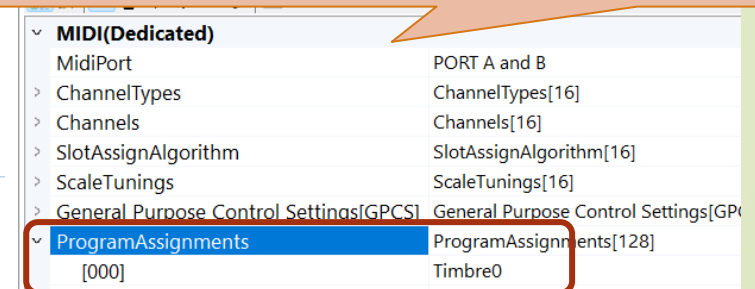 MIDI(Dedicated)
MidiPort PORT A and B
ChannelTypes ChannelTypes[16]
Channels Channels[16]
SlotAssignAlgorithm SlotAssignAlgorithm[16]
ScaleTunings ScaleTunings[16]
General Purpose Control Settings[GPCS] General Purpose Control Settings[GP
ProgramAssignments ProgramAssignments[128]
[000] Timbre0